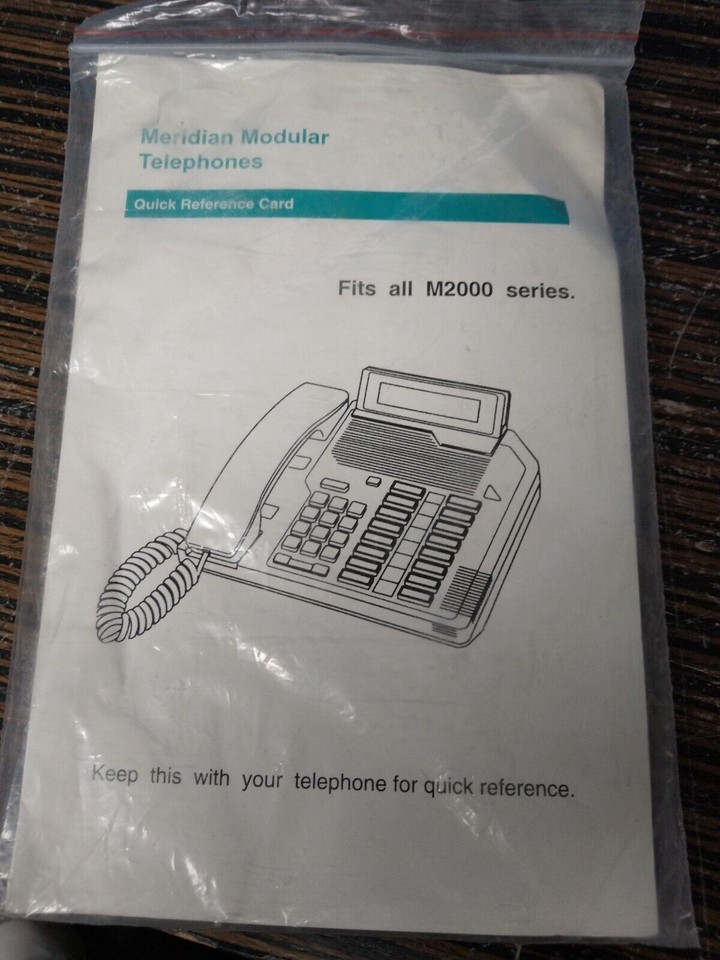 Meridian Modular
Telephones
Quick Reference Card
Fits all M2000 series.
Keep this with your telephone for quick reference.